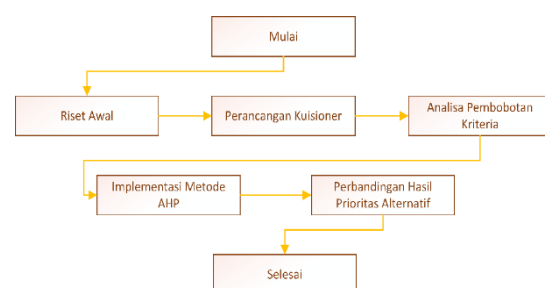 Mulai
Riset Awal
Perancangan Kuisioner
Analisa Pembobotan
Kriteria
Implementasi Metode
AHP
Perbandingan Hasil
Prioritas Alternatif
Selesai